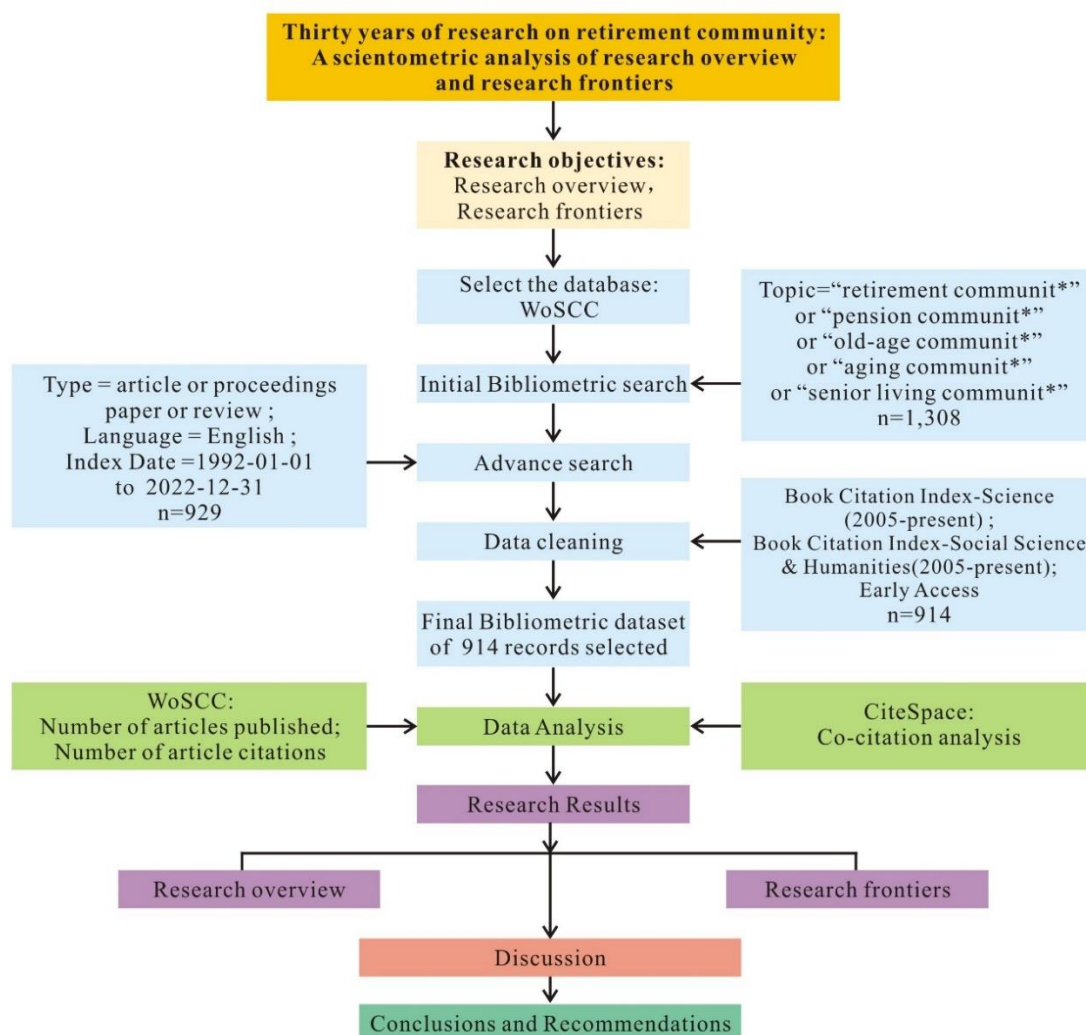 Thirty years of research on retirement community:
A scientometric analysis of research overview
and research frontiers
Research objectives:
Research overview，
Research frontiers
Select the database:
WoSCC
Topic=“retirement communit*”
or “pension communit*”
or “old-age communit*”
or “aging communit*”
or “senior living communit*”
n=1,308
Initial Bibliometric search
Type = article or proceedings
paper or review ;
Language = English ;
Index Date =1992-01-01
to 2022-12-31
n=929
Advance search
Data cleaning
Book Citation Index-Science
(2005-present) ;
Book Citation Index-Social Science
& Humanities(2005-present);
Early Access
n=914
Final Bibliometric dataset
of 914 records selected
WoSCC:
Number of articles published;
Number of article citations
Data Analysis
CiteSpace:
Co-citation analysis
Research Results
Research overview
Research frontiers
Discussion
Conclusions and Recommendations